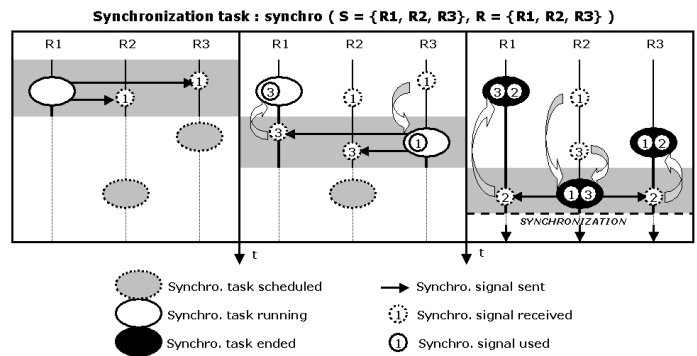 Synchronization task : synchro ( S = {R1, R2, R3}, R = {R1, R2, R3} )
R1 R2 R3 R1 R2 R3 R1 R2 R3
1 1
3 1 1 3 2 1
3 3 1 3 1 2
2 1 3 2
SYNCHRONIZATION
t t
Synchro. task scheduled Synchro. signal sent
Synchro. task running 1 Synchro. signal received
Synchro. task ended 1 Synchro. signal used